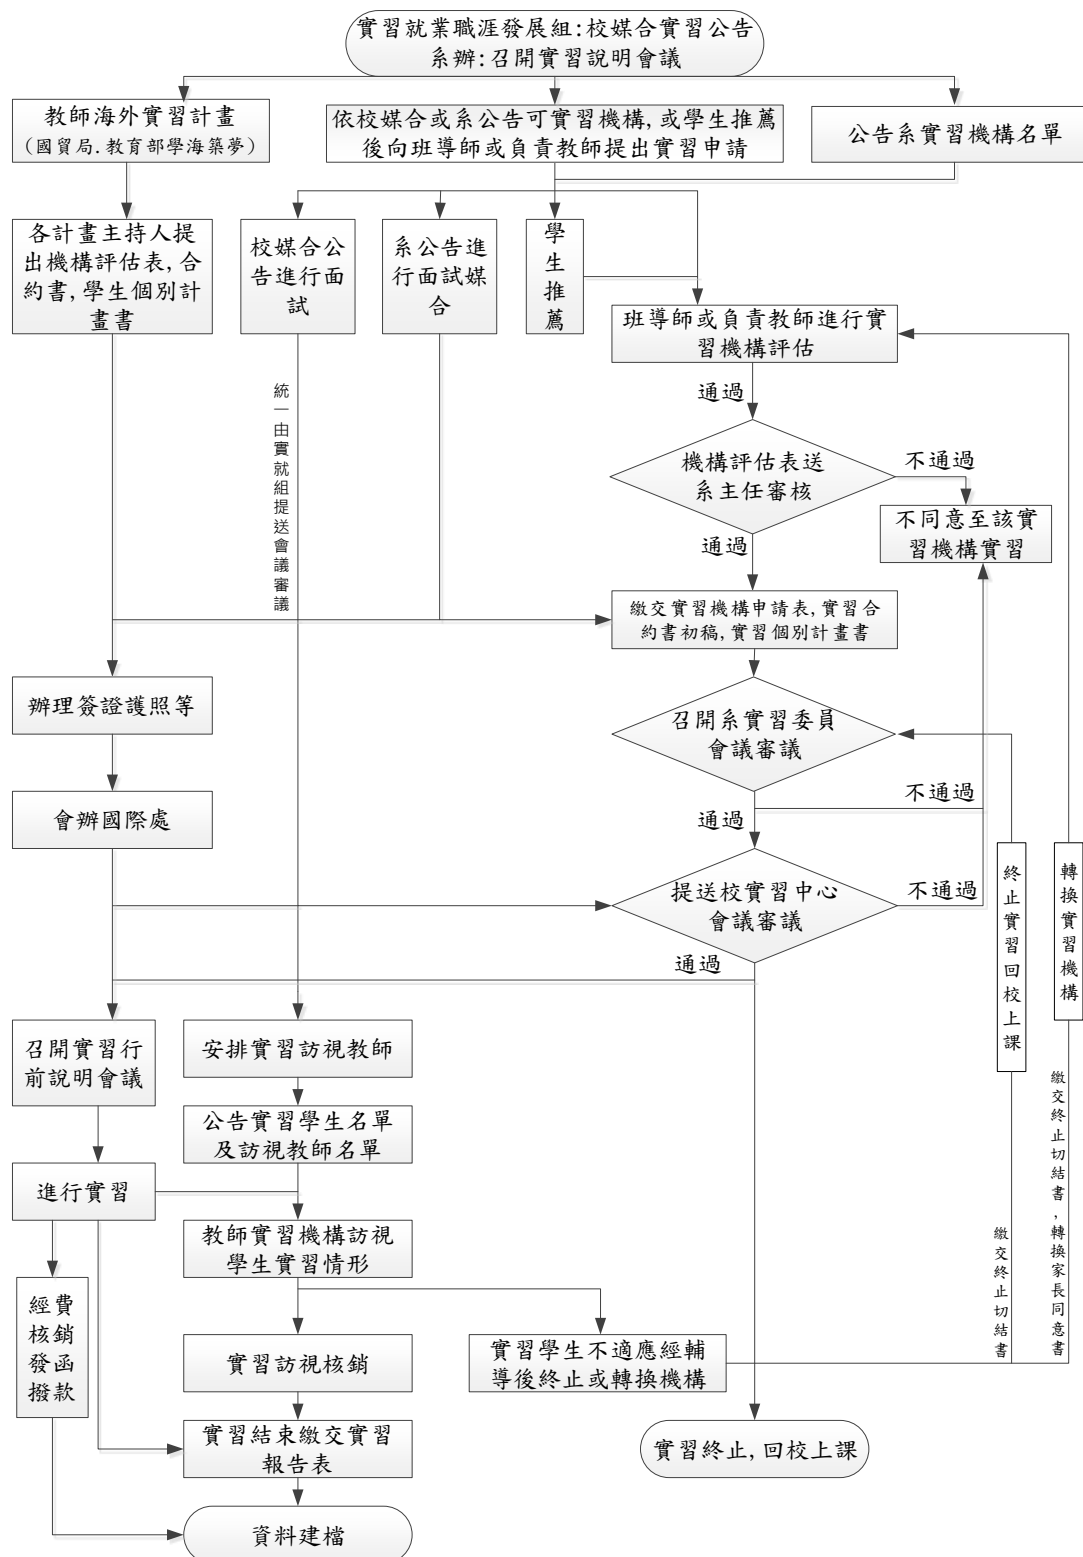 實習就業職涯發展組:校媒合實習公告
系辦:召開實習說明會議
教師海外實習計畫
(國貿局.教育部學海築夢)
依校媒合或系公告可實習機構,或學生推薦
後向班導師或負責教師提出實習申請
公告系實習機構名單
各計畫主持人提
出機構評估表,合
約書,學生個別計
畫書
校媒合公
告進行面
試
系公告進
行面試媒
合
學
生
推
薦
班導師或負責教師進行實
習機構評估
統一由實就組提送會議審議
通過
機構評估表送
系主任審核
不通過
不同意至該實
習機構實習
通過
繳交實習機構申請表,實習合
約書初稿,實習個別計畫書
辦理簽證護照等
召開系實習委員
會議審議
會辦國際處
不通過
通過
提送校實習中心
會議審議
不通過
終止實習回校上課
轉換實習機構
通過
召開實習行
前說明會議
安排實習訪視教師
公告實習學生名單
及訪視教師名單
進行實習
教師實習機構訪視
學生實習情形
繳交終止切結書
繳交終止切結書,轉換家長同意書
經費
核銷
發函
撥款
實習訪視核銷
實習學生不適應經輔
導後終止或轉換機構
實習結束繳交實習
報告表
實習終止,回校上課
資料建檔